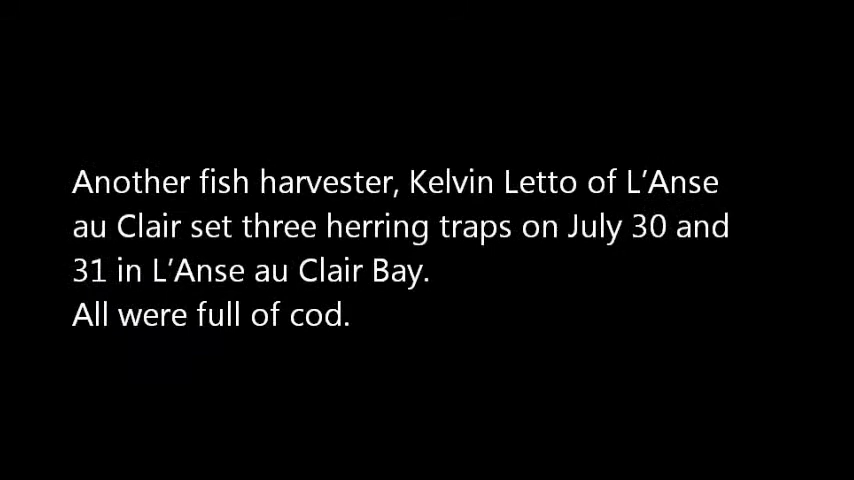 Another fish harvester, Kelvin Letto of L’Anse
au Clair set three herring traps on July 30 and
31 in L’Anse au Clair Bay.
All were full of cod.